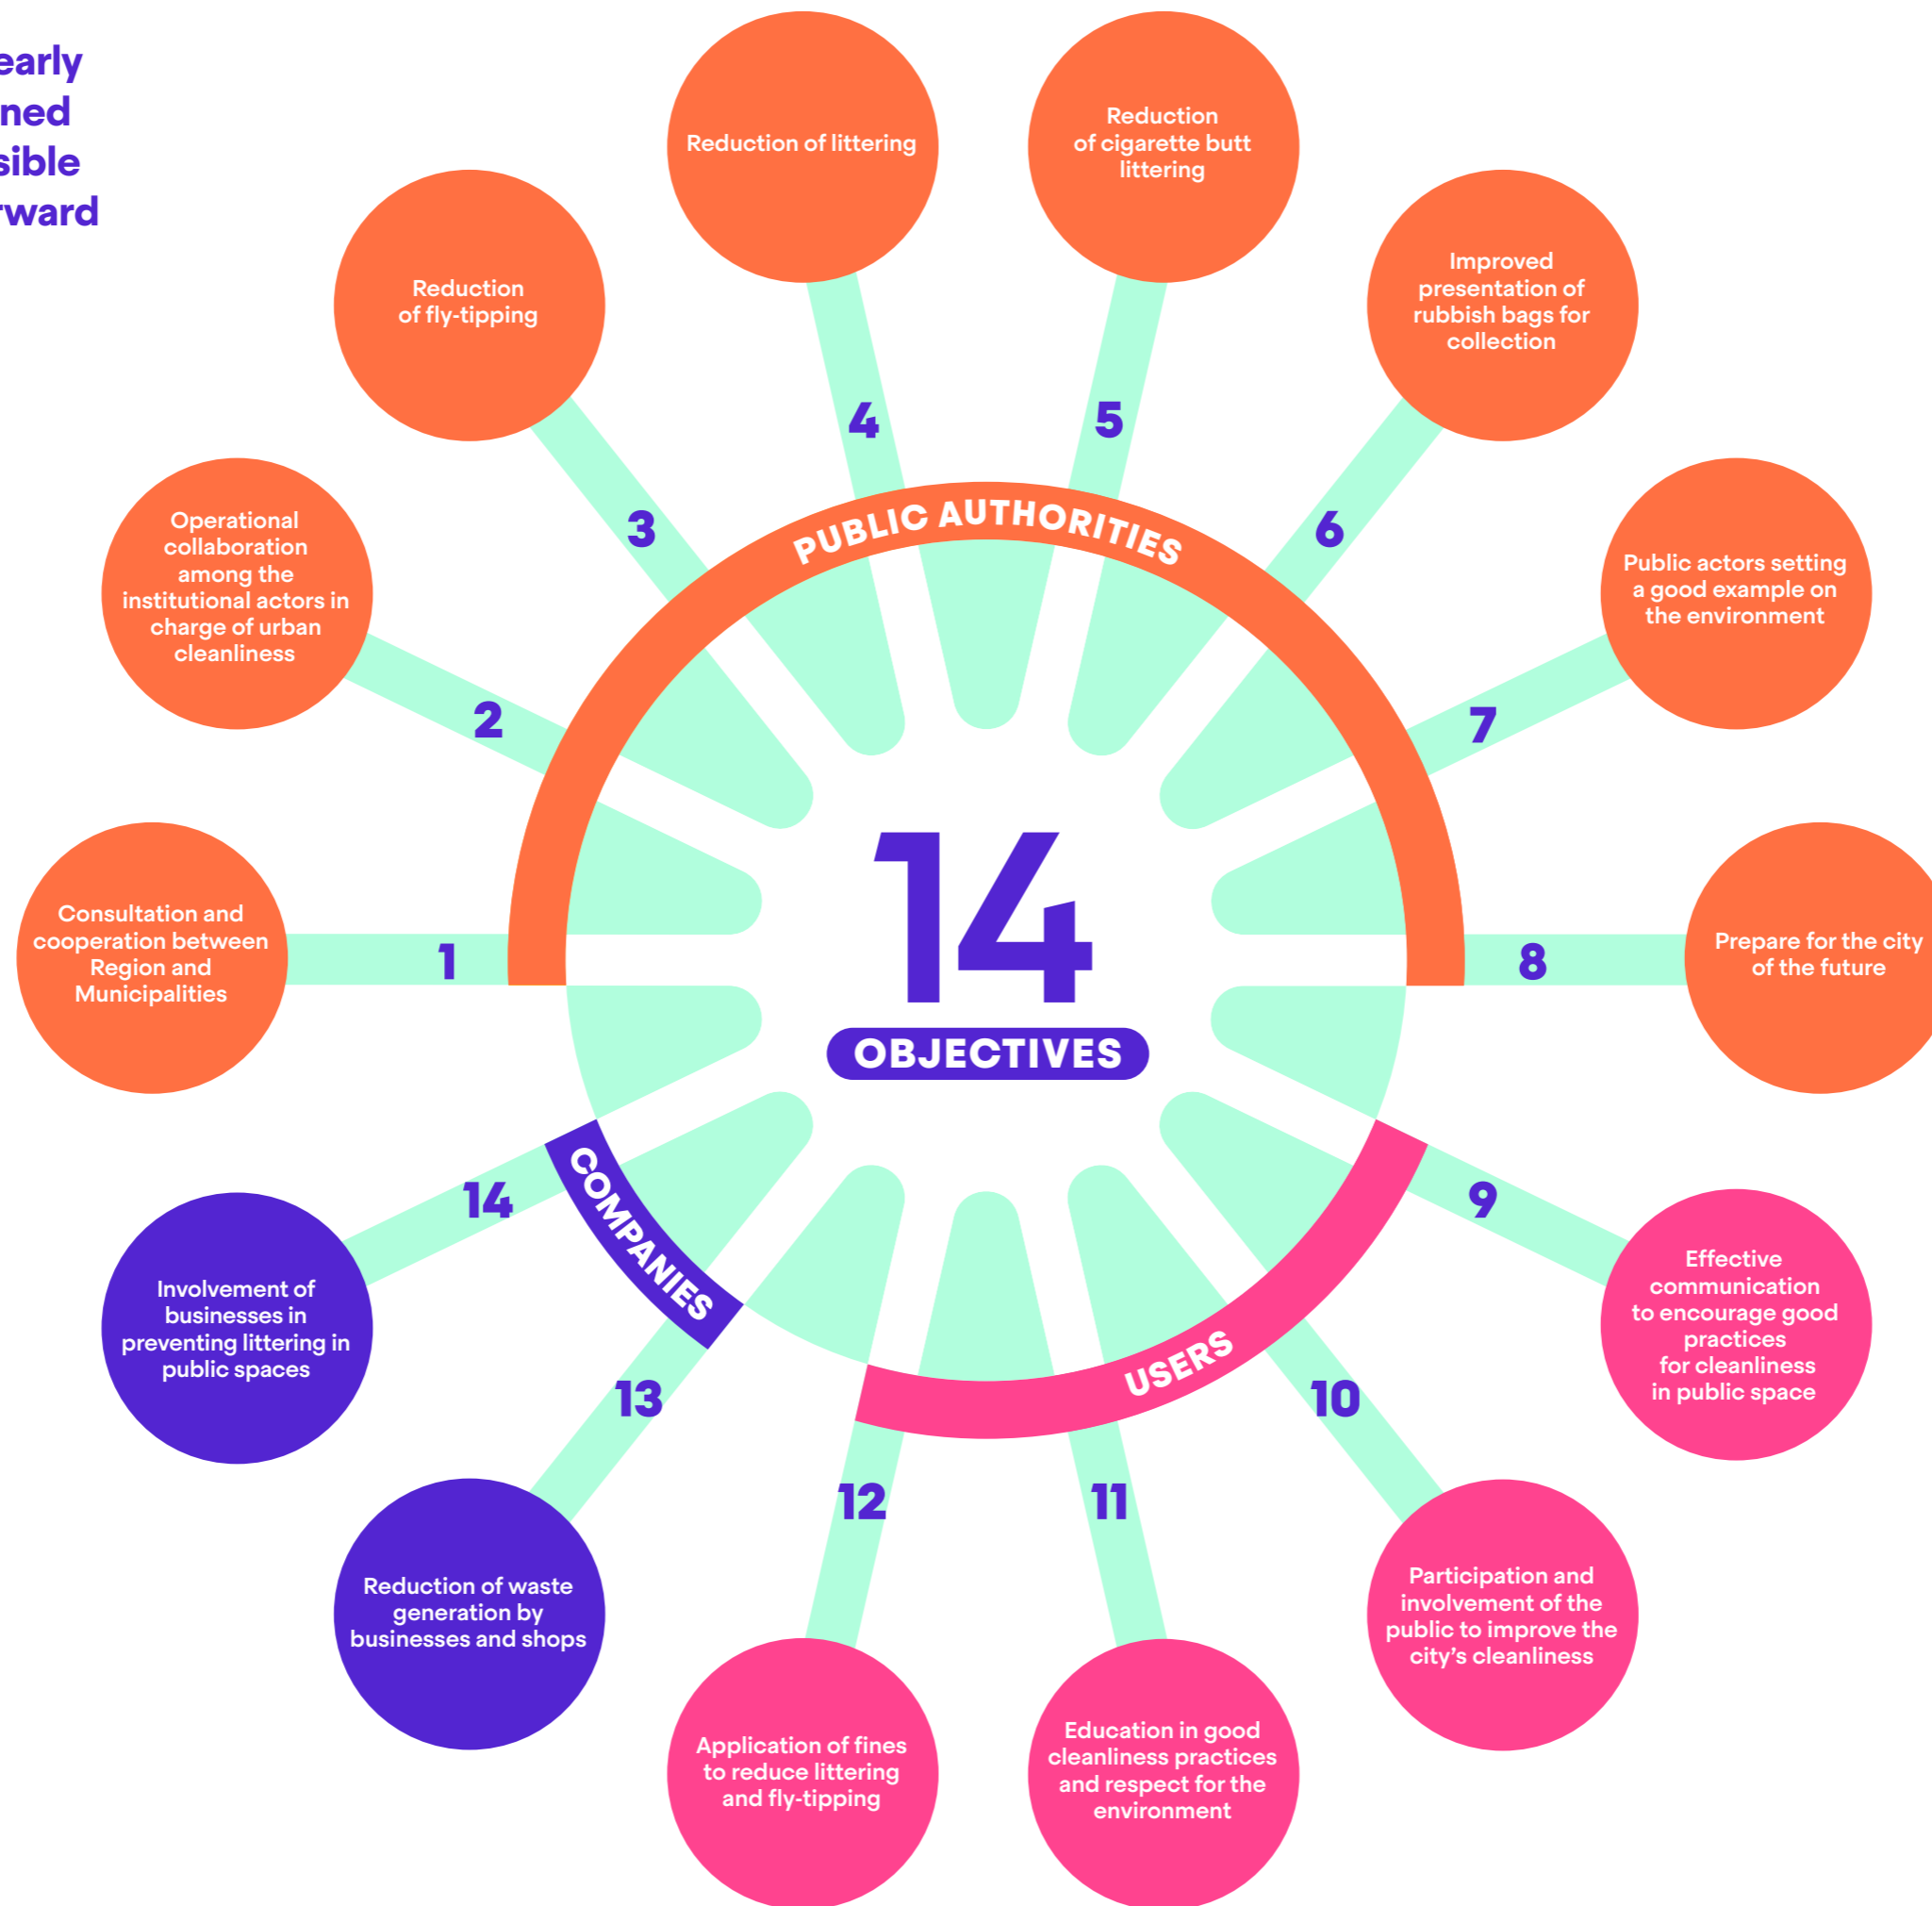 early
ned
sible
rward
Reduction of littering
Reduction
of cigarette butt
littering
Reduction
of fly-tipping
Improved
presentation of
rubbish bags for
collection
4
5
3
6
PUBLIC AUTHORITIES
Operational
collaboration
among the
institutional actors in
charge of urban
cleanliness
Public actors setting
a good example on
the environment
2
7
Consultation and
cooperation between
Region and
Municipalities
1
14
OBJECTIVES
8
Prepare for the city
of the future
14
COMPANIES
9
Involvement of
businesses in
preventing littering in
public spaces
Effective
communication
to encourage good
practices
for cleanliness
in public space
USERS
13
10
12
11
Reduction of waste
generation by
businesses and shops
Participation and
involvement of the
public to improve the
city’s cleanliness
Application of fines
to reduce littering
and fly-tipping
Education in good
cleanliness practices
and respect for the
environment